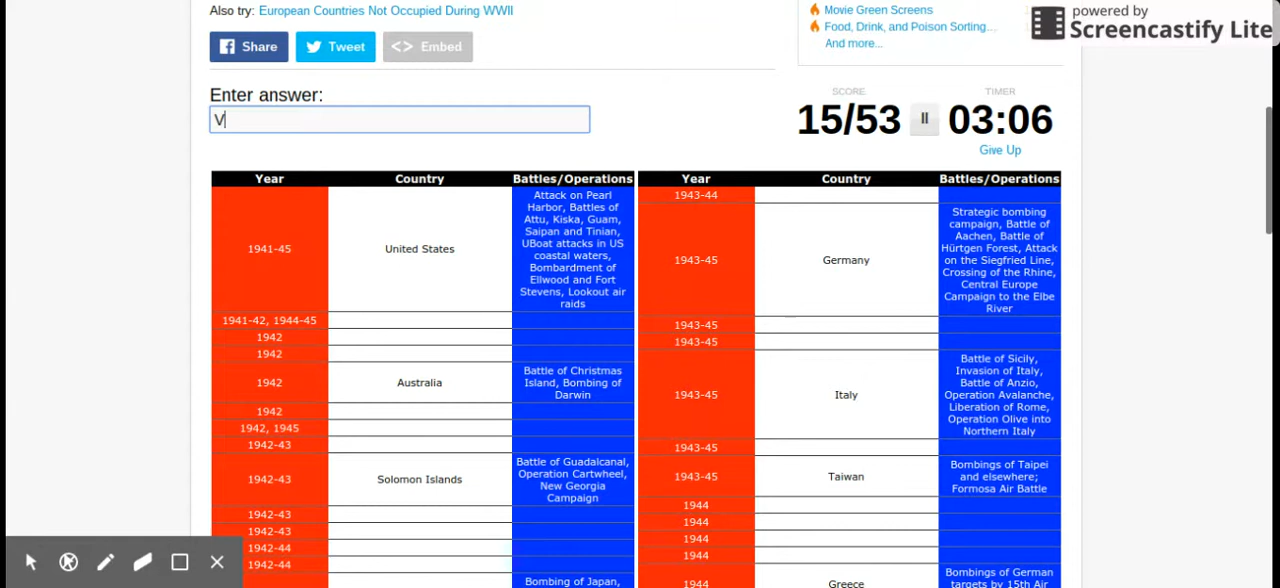 Also try: European Countries Not Occupied During WWII
Movie Green Screens
Food, Drink, and Poison Sorting...
And more...
powered by
Screencastify Lite
Share
Tweet
<> Embed
Enter answer:
V
SCORE
15/53
TIMER
03:06
Give Up
Year Country Battles/Operations
1941-45
United States
Attack on Pearl
Harbor, Battles of
Attu, Kiska, Guam,
Saipan and Tinian,
UBoat attacks in US
coastal waters,
Bombardment of
Ellwood and Fort
Stevens, Lookout air
raids
1941-42, 1944-45
1942
1942
1942
Australia
Battle of Christmas
Island, Bombing of
Darwin
1942
1942, 1945
1942-43
1942-43
Solomon Islands
Battle of Guadalcanal,
Operation Cartwheel,
New Georgia
Campaign
1942-43
1942-43
1942-44
1942-44
Bombing of Japan,
Year Country Battles/Operations
1943-44
1943-45
Germany
Strategic bombing
campaign, Battle of
Aachen, Battle of
Hürtgen Forest, Attack
on the Siegfried Line,
Crossing of the Rhine,
Central Europe
Campaign to the Elbe
River
1943-45
1943-45
1943-45
Italy
Battle of Sicily,
Invasion of Italy,
Battle of Anzio,
Operation Avalanche,
Liberation of Rome,
Operation Olive into
Northern Italy
1943-45
1943-45
Taiwan
Bombings of Taipei
and elsewhere;
Formosa Air Battle
1944
1944
1944
1944
1944
Greece
Bombings of German
targets by 15th Air